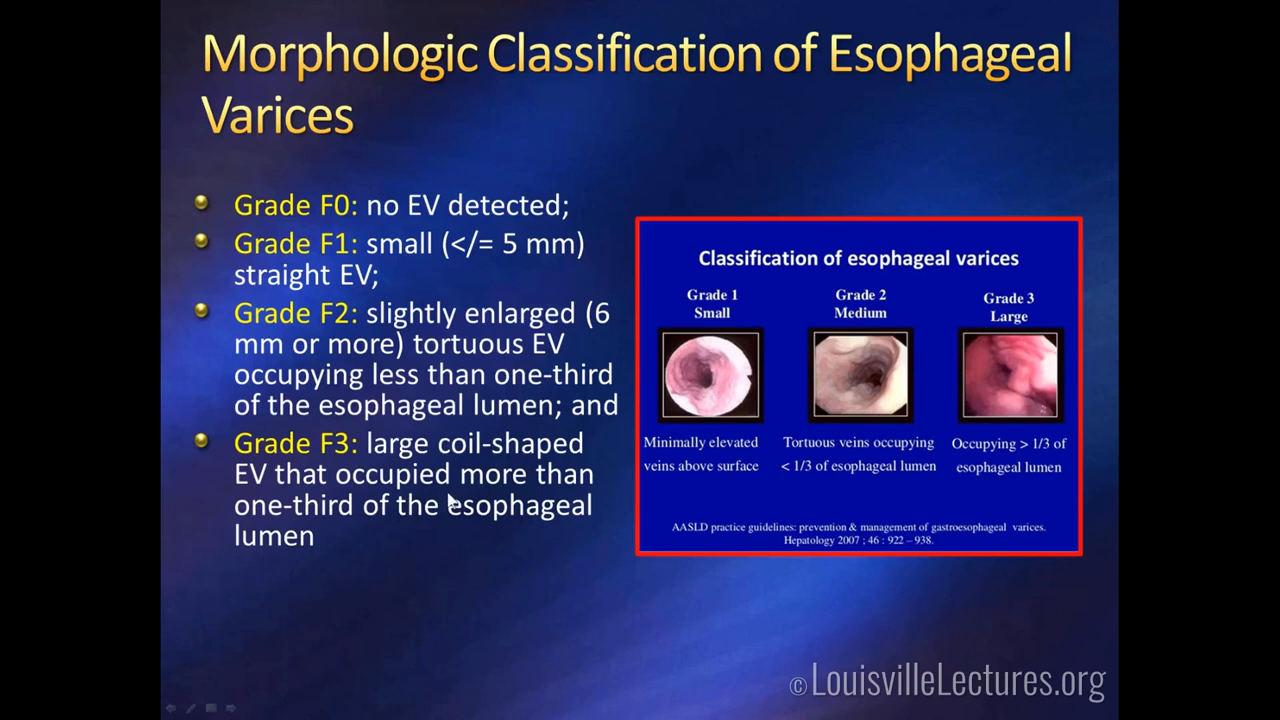 Morphologic Classification of Esophageal
Varices
Grade F0: no EV detected;
Grade F1: small (</= 5 mm)
straight EV;
Grade F2: slightly enlarged (6
mm or more) tortuous EV
occupying less than one-third
of the esophageal lumen; and
Grade F3: large coil-shaped
EV that occupied more than
one-third of the esophageal
lumen
Classification of esophageal varices
Grade 1
Small
Grade 2
Medium
Grade 3
Large
Minimally elevated
veins above surface
Tortuous veins occupying
< 1/3 of esophageal lumen
Occupying > 1/3 of
esophageal lumen
AASLD practice guidelines: prevention & management of gastroesophageal varices.
Hepatology 2007 ; 46 : 922 – 938.
© LouisvilleLectures.org